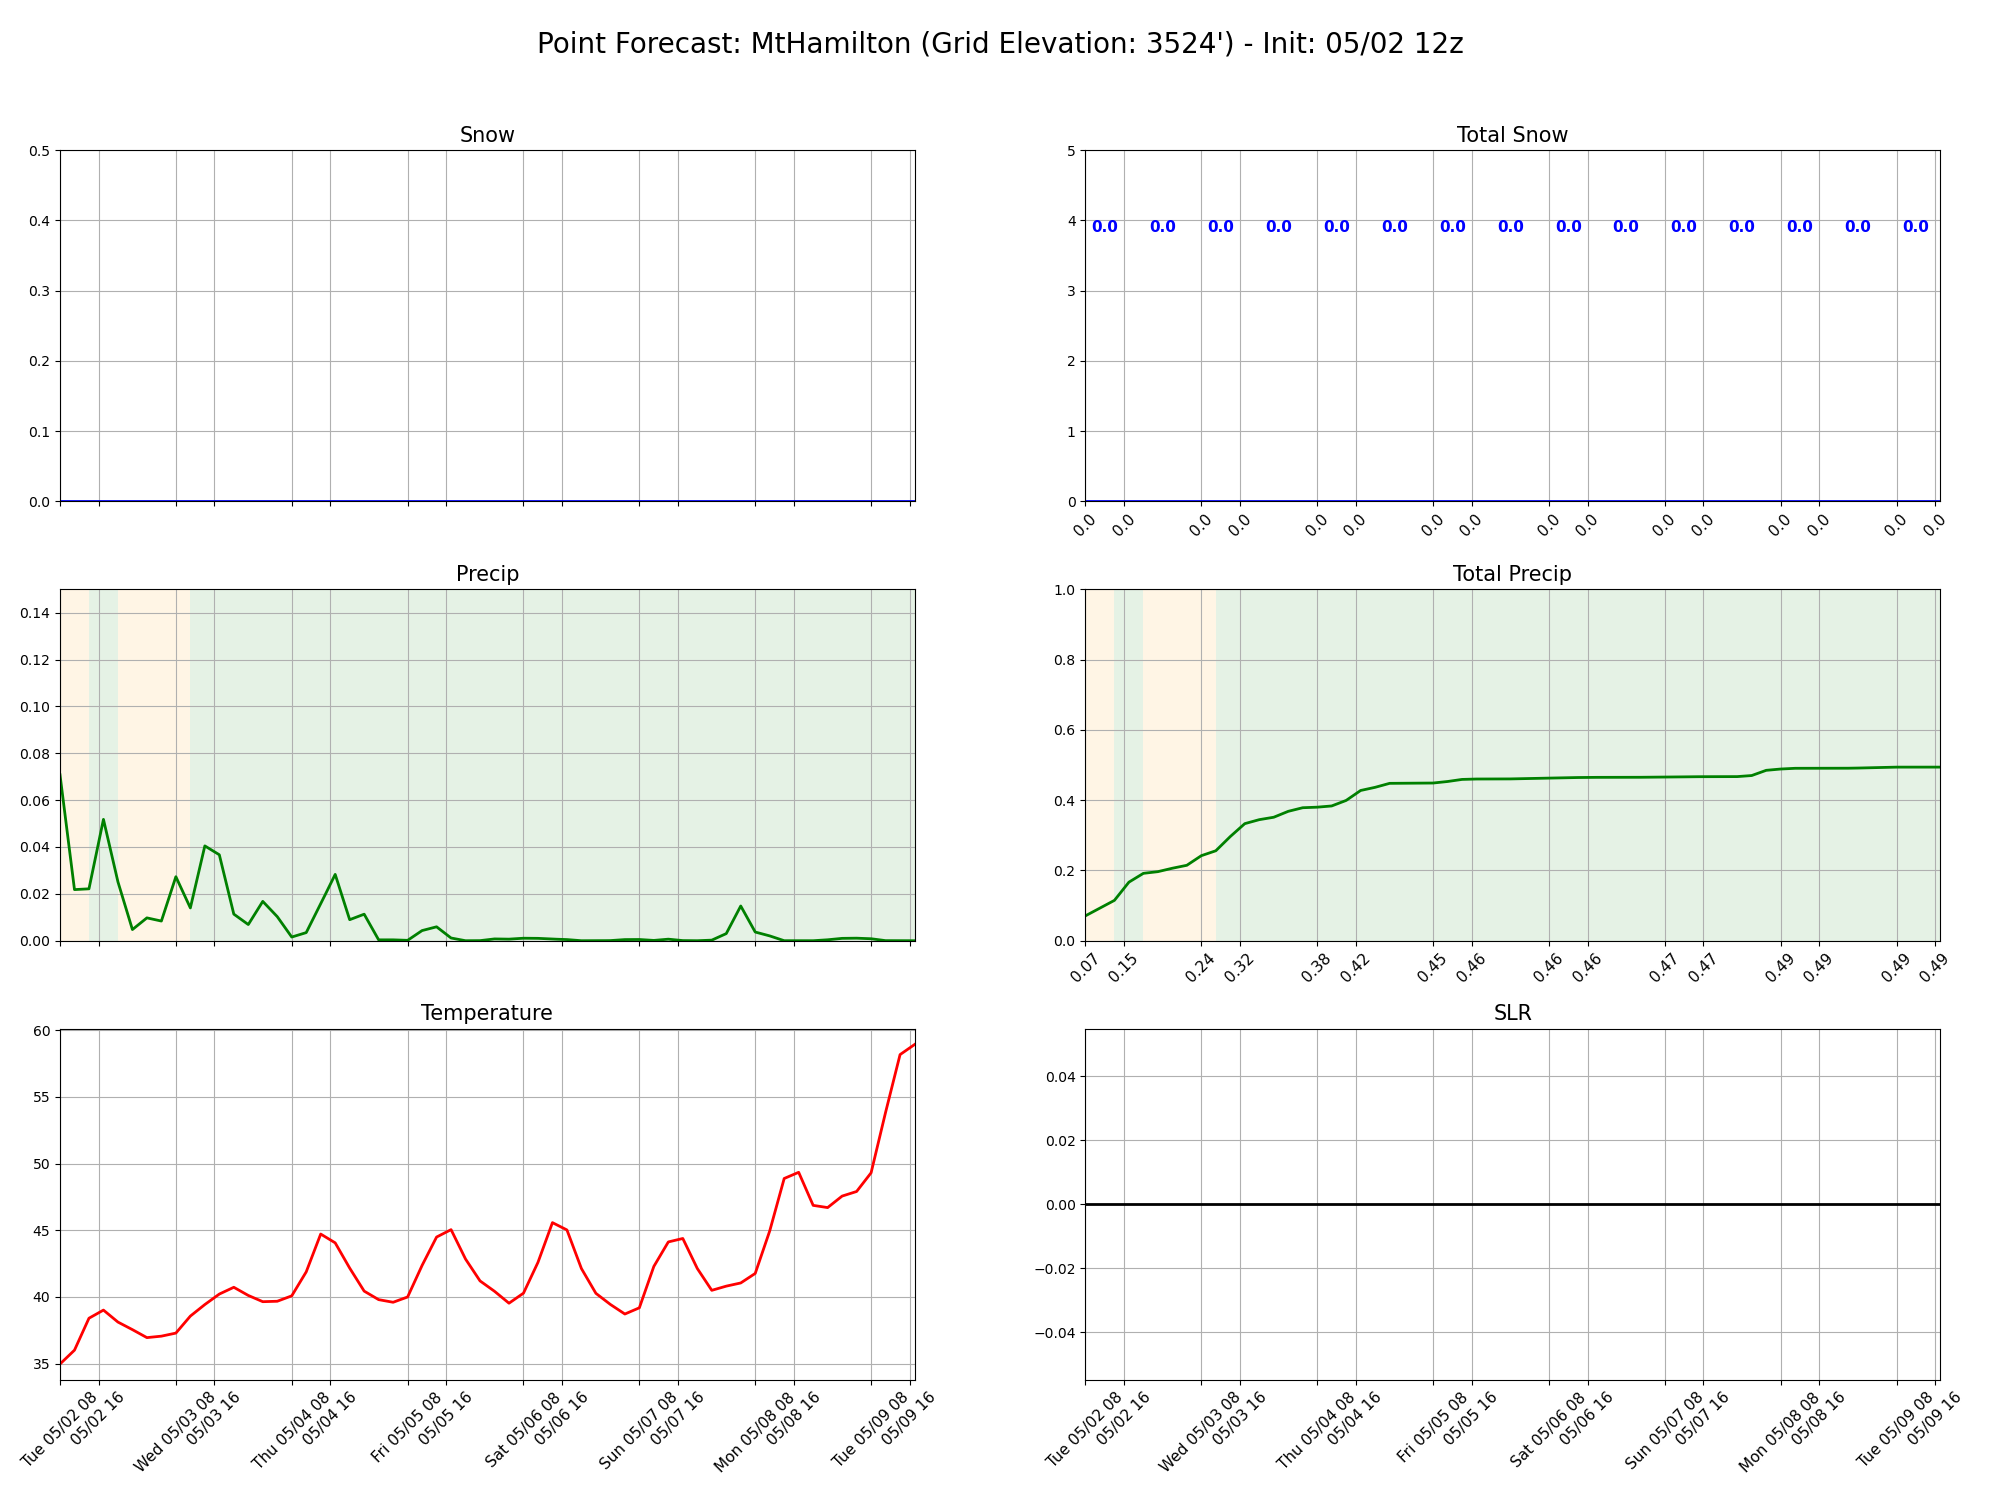 Point Forecast: MtHamilton (Grid Elevation: 3524') - Init: 05/02 12z
Snow
0.5
0.4
0.3
0.2
0.1
0.0
Total Snow
5
4
3
2
1
0
0.0 0.0 0.0 0.0 0.0 0.0 0.0 0.0 0.0 0.0 0.0 0.0 0.0 0.0 0.0
0.0 0.0 0.0 0.0 0.0 0.0 0.0 0.0 0.0 0.0 0.0 0.0 0.0 0.0 0.0 0.0
Precip
0.14
0.12
0.10
0.08
0.06
0.04
0.02
0.00
Total Precip
1.0
0.8
0.6
0.4
0.2
0.0
0.07 0.15 0.24 0.32 0.38 0.42 0.45 0.46 0.46 0.46 0.47 0.47 0.49 0.49 0.49 0.49
Temperature
60
55
50
45
40
35
Tue 05/02 08
05/02 16
Wed 05/03 08
05/03 16
Thu 05/04 08
05/04 16
Fri 05/05 08
05/05 16
Sat 05/06 08
05/06 16
Sun 05/07 08
05/07 16
Mon 05/08 08
05/08 16
Tue 05/09 08
05/09 16
SLR
0.04
0.02
0.00
−0.02
−0.04
Tue 05/02 08
05/02 16
Wed 05/03 08
05/03 16
Thu 05/04 08
05/04 16
Fri 05/05 08
05/05 16
Sat 05/06 08
05/06 16
Sun 05/07 08
05/07 16
Mon 05/08 08
05/08 16
Tue 05/09 08
05/09 16